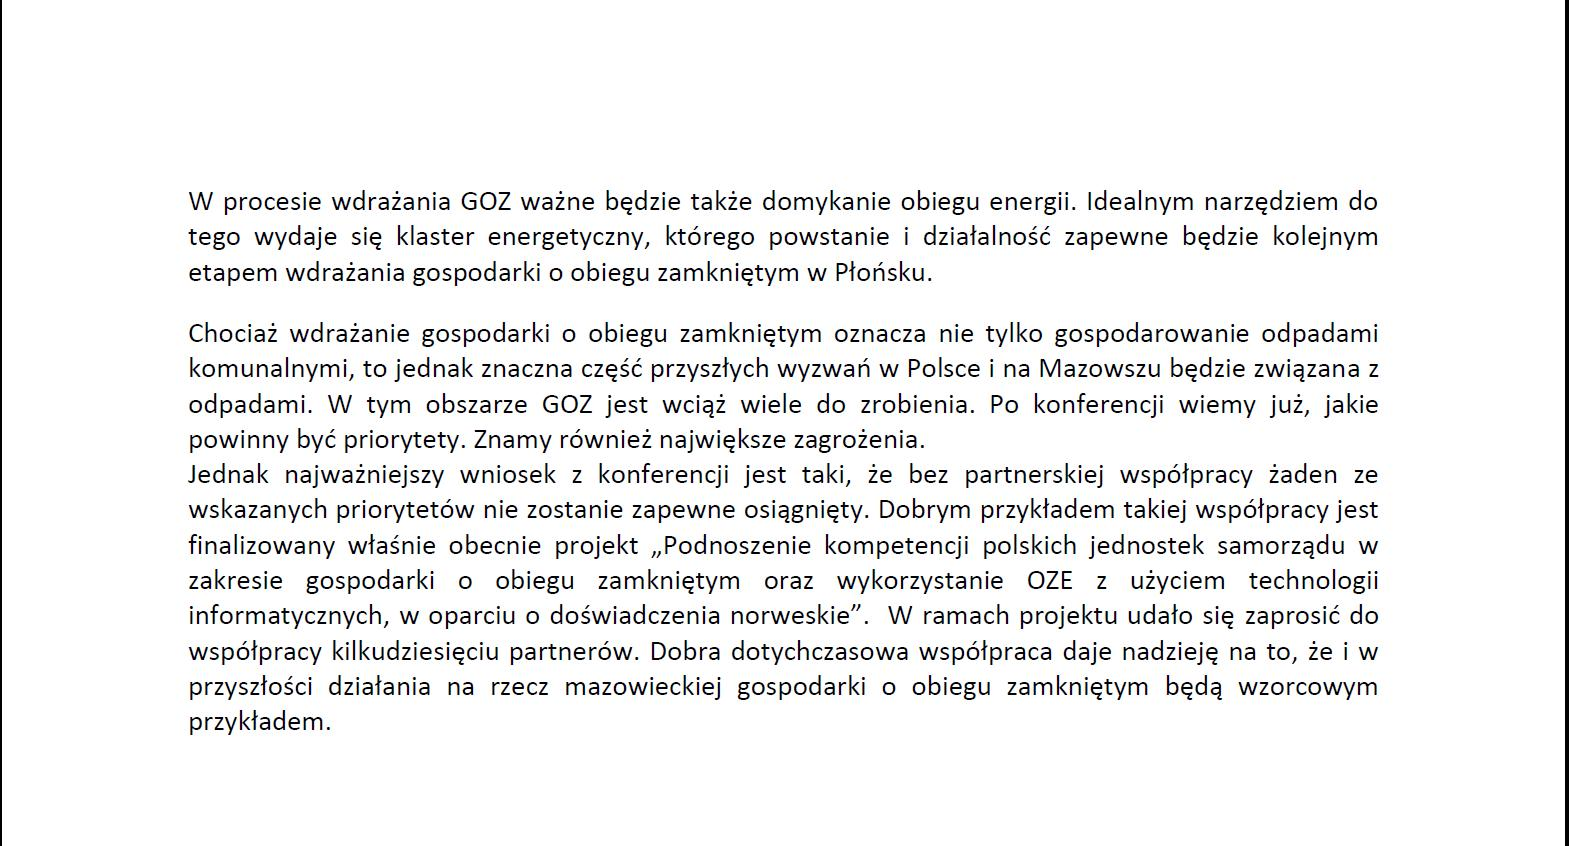 W procesie wdrażania GOZ ważne będzie także domykanie obiegu energii. Idealnym narzędziem do
tego wydaje się klaster energetyczny, którego powstanie i działalność zapewne będzie kolejnym
etapem wdrażania gospodarki o obiegu zamkniętym w Płońsku.
Chociaż wdrażanie gospodarki o obiegu zamkniętym oznacza nie tylko gospodarowanie odpadami
komunalnymi, to jednak znaczna część przyszłych wyzwań w Polsce i na Mazowszu będzie związana z
odpadami. W tym obszarze GOZ jest wciąż wiele do zrobienia. Po konferencji wiemy już, jakie
powinny być priorytety. Znamy również największe zagrożenia.
Jednak najważniejszy wniosek z konferencji jest taki, że bez partnerskiej współpracy żaden ze
wskazanych priorytetów nie zostanie zapewne osiągnięty. Dobrym przykładem takiej współpracy jest
finalizowany właśnie obecnie projekt „Podnoszenie kompetencji polskich jednostek samorządu w
zakresie gospodarki o obiegu zamkniętym oraz wykorzystanie OZE z użyciem technologii
informatycznych, w oparciu o doświadczenia norweskie”.  W ramach projektu udało się zaprosić do
współpracy kilkudziesięciu partnerów. Dobra dotychczasowa współpraca daje nadzieję na to, że i w
przyszłości działania na rzecz mazowieckiej gospodarki o obiegu zamkniętym będą wzorcowym
przykładem.